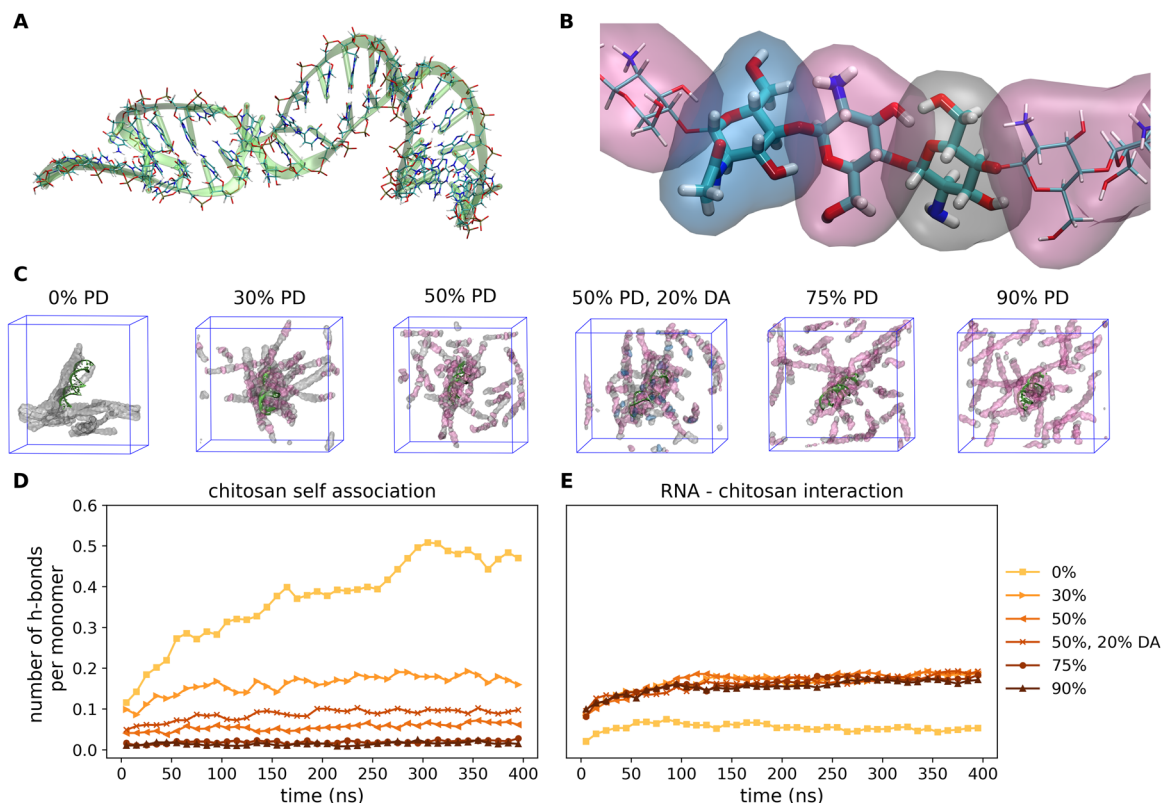 A
B
C
0% PD
30% PD
50% PD
50% PD, 20% DA
75% PD
90% PD
D
chitosan self association
number of h-bonds
per monomer
0.6
0.5
0.4
0.3
0.2
0.1
0.0
0 50 100 150 200 250 300 350 400
time (ns)
E
RNA - chitosan interaction
0 50 100 150 200 250 300 350 400
time (ns)
0%
30%
50%
50%, 20% DA
75%
90%